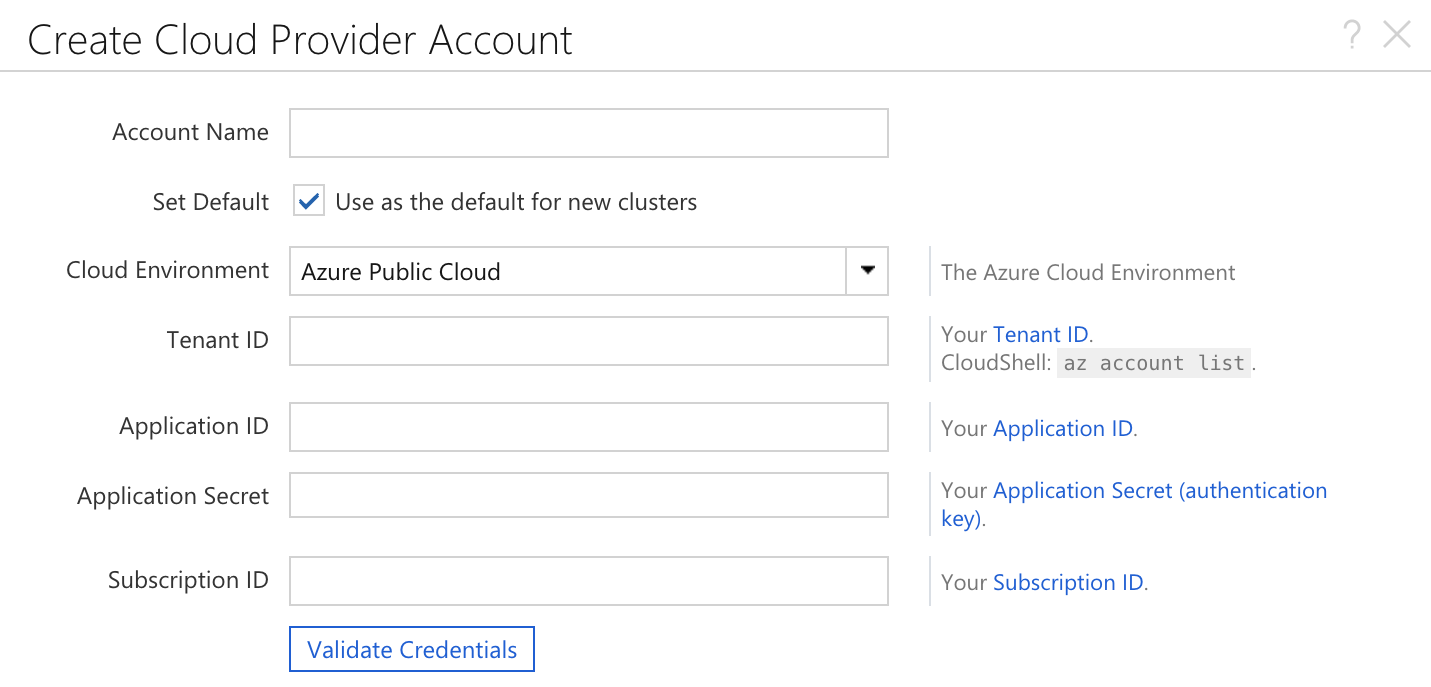 Create Cloud Provider Account ?
Account Name
Set Default Use as the default for new clusters
Cloud Environment Azure Public Cloud The Azure Cloud Environment
Tenant ID Your Tenant ID.
CloudShell: az account list.
Application ID Your Application ID.
Application Secret Your Application Secret (authentication
key).
Subscription ID Your Subscription ID.
Validate Credentials